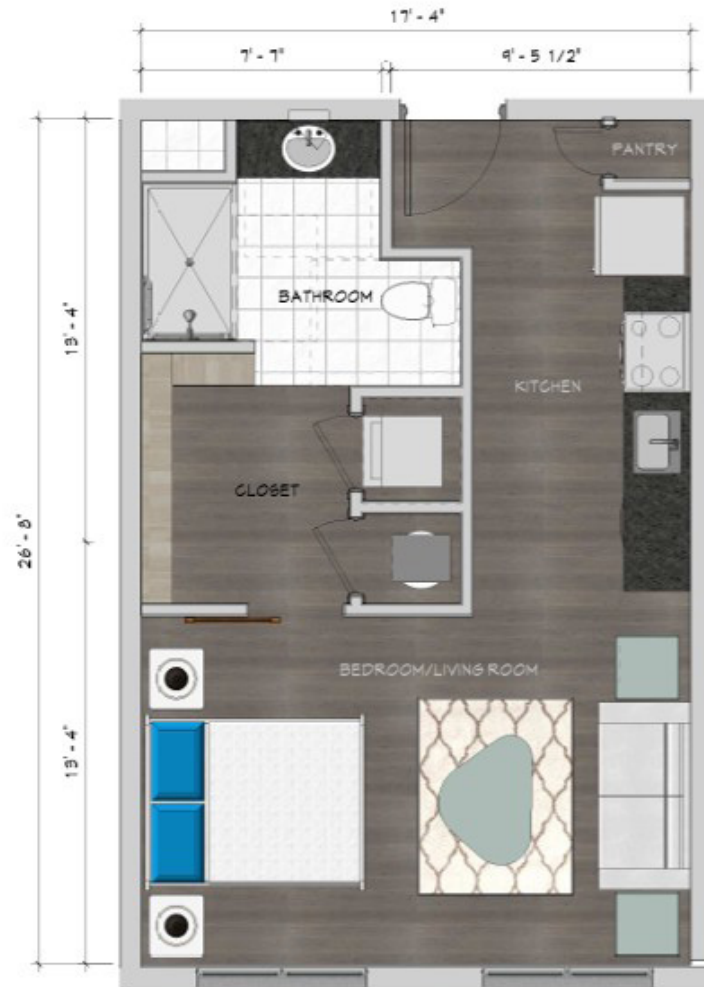 17'-4"
7'-7"
9'-5 1/2"
PANTRY
BATHROOM
13'-4"
KITCHEN
CLOSET
26'-8"
BEDROOM/LIVING ROOM
13'-4"